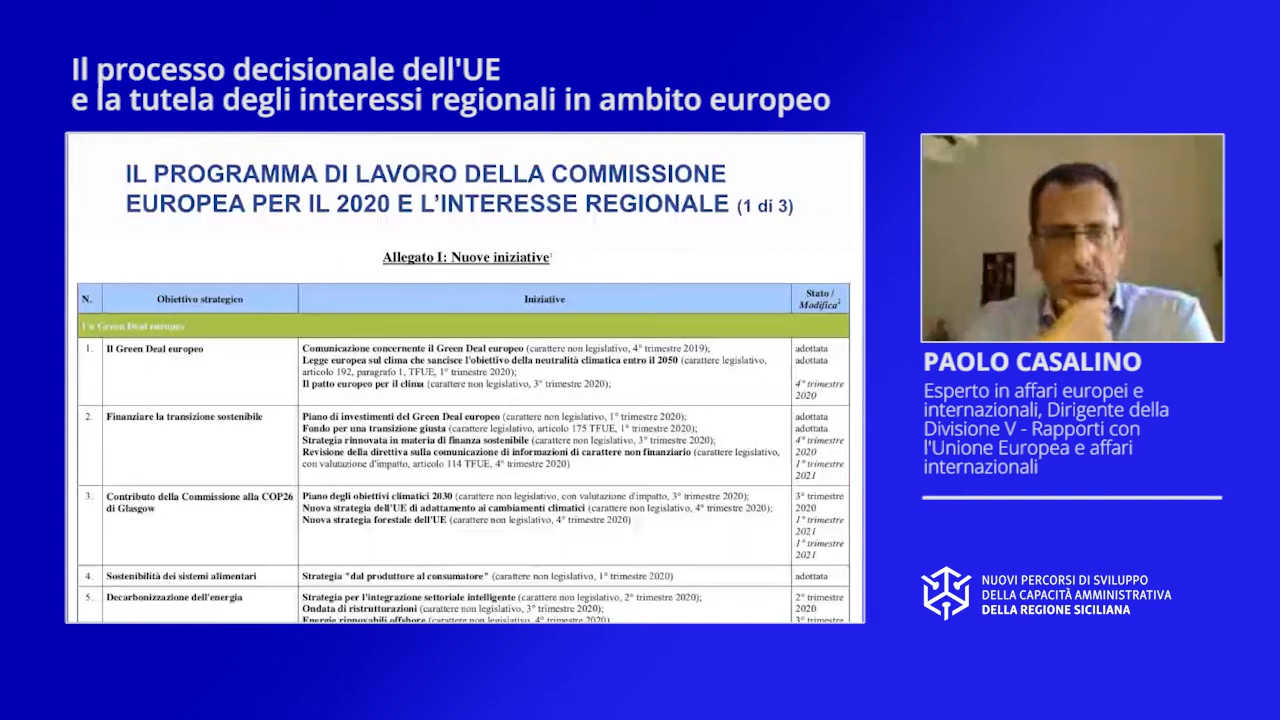 Il processo decisionale dell'UE
e la tutela degli interessi regionali in ambito europeo
IL PROGRAMMA DI LAVORO DELLA COMMISSIONE
EUROPEA PER IL 2020 E L'INTERESSE REGIONALE (1 di 3)
Allegato I: Nuove iniziative¹
N. Obiettivo strategico Iniziative Stato /
Modifica²
Un Green Deal europeo
1. Il Green Deal europeo Comunicazione concernente il Green Deal europeo (carattere non legislativo, 4° trimestre 2019); adottata
Legge europea sul clima che sancisce l'obiettivo della neutralità climatica entro il 2050 (carattere legislativo, adottata
articolo 192, paragrafo 1, TFUE, 1° trimestre 2020);
Il patto europeo per il clima (carattere non legislativo, 3° trimestre 2020); 4° trimestre
2020
2. Finanziare la transizione sostenibile Piano di investimenti del Green Deal europeo (carattere non legislativo, 1° trimestre 2020); adottata
Fondo per una transizione giusta (carattere legislativo, articolo 175 TFUE, 1° trimestre 2020); adottata
Strategia rinnovata in materia di finanza sostenibile (carattere non legislativo, 3° trimestre 2020); 4° trimestre
Revisione della direttiva sulla comunicazione di informazioni di carattere non finanziario (carattere legislativo, 2020
con valutazione d'impatto, articolo 114 TFUE, 4° trimestre 2020) 1° trimestre
2021
3. Contributo della Commissione alla COP26 Piano degli obiettivi climatici 2030 (carattere non legislativo, con valutazione d'impatto, 3° trimestre 2020); 3° trimestre
di Glasgow Nuova strategia dell'UE di adattamento ai cambiamenti climatici (carattere non legislativo, 4° trimestre 2020); 2020
Nuova strategia forestale dell'UE (carattere non legislativo, 4° trimestre 2020) 1° trimestre
2021
1° trimestre
2021
4. Sostenibilità dei sistemi alimentari Strategia "dal produttore al consumatore" (carattere non legislativo, 1° trimestre 2020) adottata
5. Decarbonizzazione dell'energia Strategia per l'integrazione settoriale intelligente (carattere non legislativo, 2° trimestre 2020); 2° trimestre
Ondata di ristrutturazioni (carattere non legislativo, 3° trimestre 2020); 2020
Energie rinnovabili offshore (carattere non legislativo, 4° trimestre 2020) 3° trimestre
PAOLO CASALINO
Esperto in affari europei e
internazionali, Dirigente della
Divisione V - Rapporti con
l'Unione Europea e affari
internazionali
NUOVI PERCORSI DI SVILUPPO
DELLA CAPACITÀ AMMINISTRATIVA
DELLA REGIONE SICILIANA